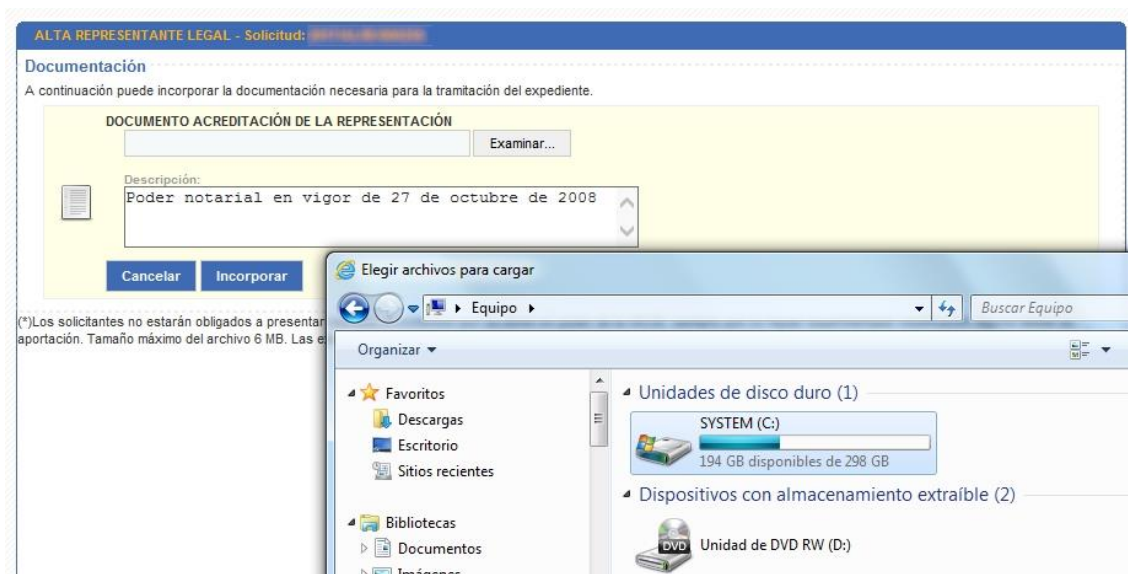 ALTA REPRESENTANTE LEGAL - Solicitud:
Documentación
A continuación puede incorporar la documentación necesaria para la tramitación del expediente.
DOCUMENTO ACREDITACIÓN DE LA REPRESENTACIÓN
Examinar...
Descripción:
Poder notarial en vigor de 27 de octubre de 2008
Cancelar Incorporar
(*)Los solicitantes no estarán obligados a presentar
aportación. Tamaño máximo del archivo 6 MB. Las
Elegir archivos para cargar
Equipo
Buscar Equipo
Organizar
Favoritos
Descargas
Escritorio
Sitios recientes
Bibliotecas
Documentos
Imágenes
Unidades de disco duro (1)
SYSTEM (C:)
194 GB disponibles de 298 GB
Dispositivos con almacenamiento extraíble (2)
DVD
Unidad de DVD RW (D:)